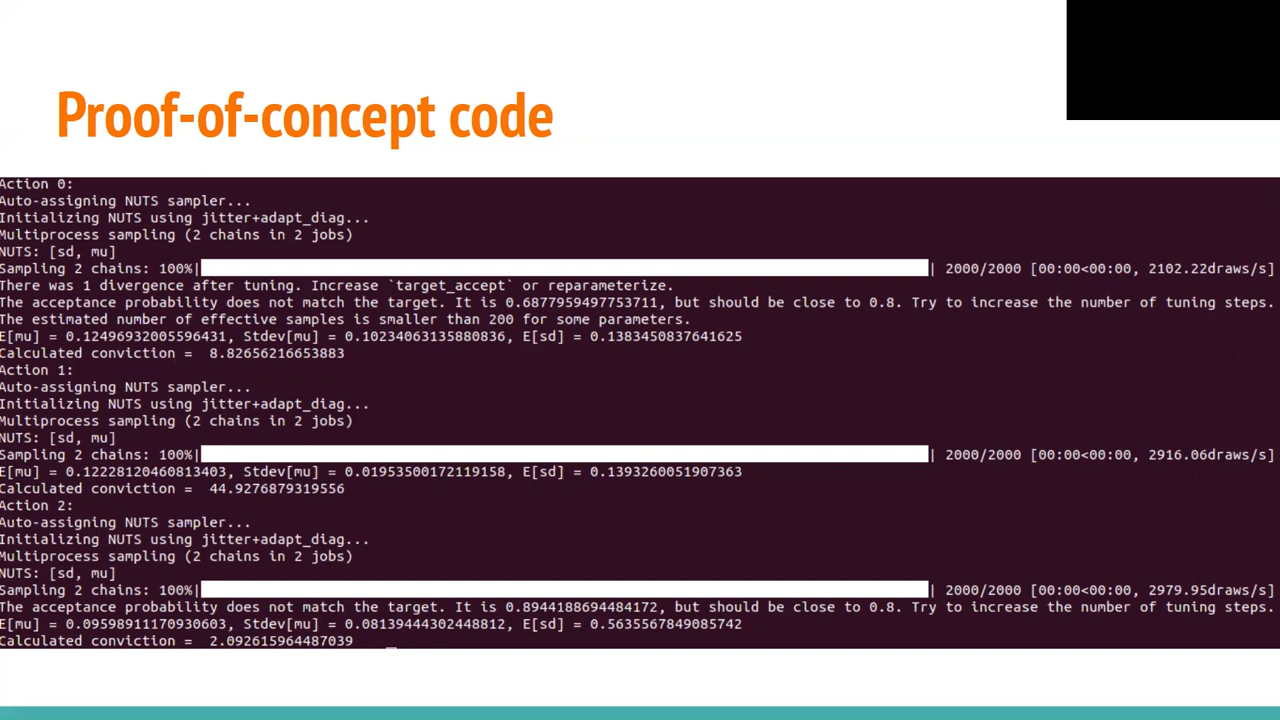 Proof-of-concept code
Action 0:
Auto-assigning NUTS sampler...
Initializing NUTS using jitter+adapt_diag...
Multiprocess sampling (2 chains in 2 jobs)
NUTS: [sd, mu]
Sampling 2 chains: 100%| | 2000/2000 [00:00<00:00, 2102.22draws/s]
There was 1 divergence after tuning. Increase `target_accept` or reparameterize.
The acceptance probability does not match the target. It is 0.6877959497753711, but should be close to 0.8. Try to increase the number of tuning steps.
The estimated number of effective samples is smaller than 200 for some parameters.
E[mu] = 0.12496932005596431, Stdev[mu] = 0.10234063135880836, E[sd] = 0.1383450837641625
Calculated conviction =  8.82656216653883
Action 1:
Auto-assigning NUTS sampler...
Initializing NUTS using jitter+adapt_diag...
Multiprocess sampling (2 chains in 2 jobs)
NUTS: [sd, mu]
Sampling 2 chains: 100%| | 2000/2000 [00:00<00:00, 2916.06draws/s]
E[mu] = 0.12228120460813403, Stdev[mu] = 0.01953500172119158, E[sd] = 0.1393260051907363
Calculated conviction =  44.9276879319556
Action 2:
Auto-assigning NUTS sampler...
Initializing NUTS using jitter+adapt_diag...
Multiprocess sampling (2 chains in 2 jobs)
NUTS: [sd, mu]
Sampling 2 chains: 100%| | 2000/2000 [00:00<00:00, 2979.95draws/s]
The acceptance probability does not match the target. It is 0.8944188694484172, but should be close to 0.8. Try to increase the number of tuning steps.
E[mu] = 0.09598911170930603, Stdev[mu] = 0.08139444302448812, E[sd] = 0.5635567849085742
Calculated conviction =  2.092615964487039